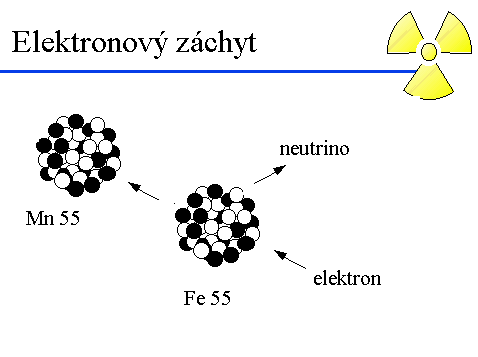 Elektronový záchyt
neutrino
Mn 55
elektron
Fe 55